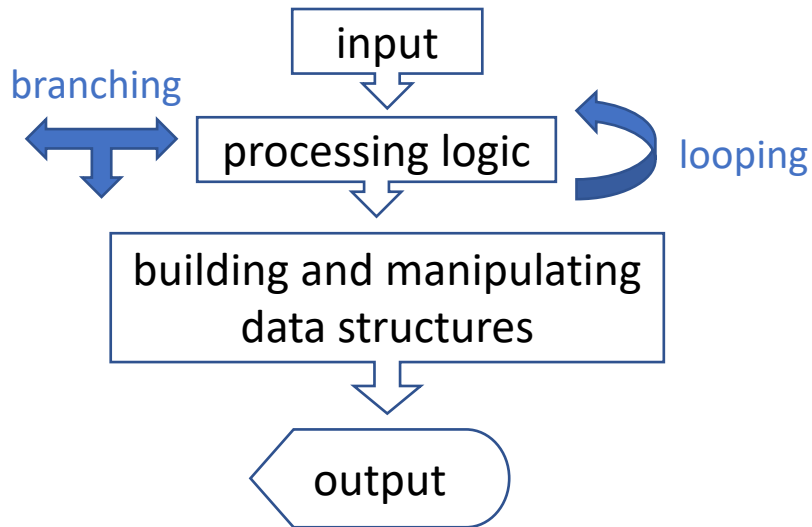 input
branching
processing logic
looping
building and manipulating
data structures
output